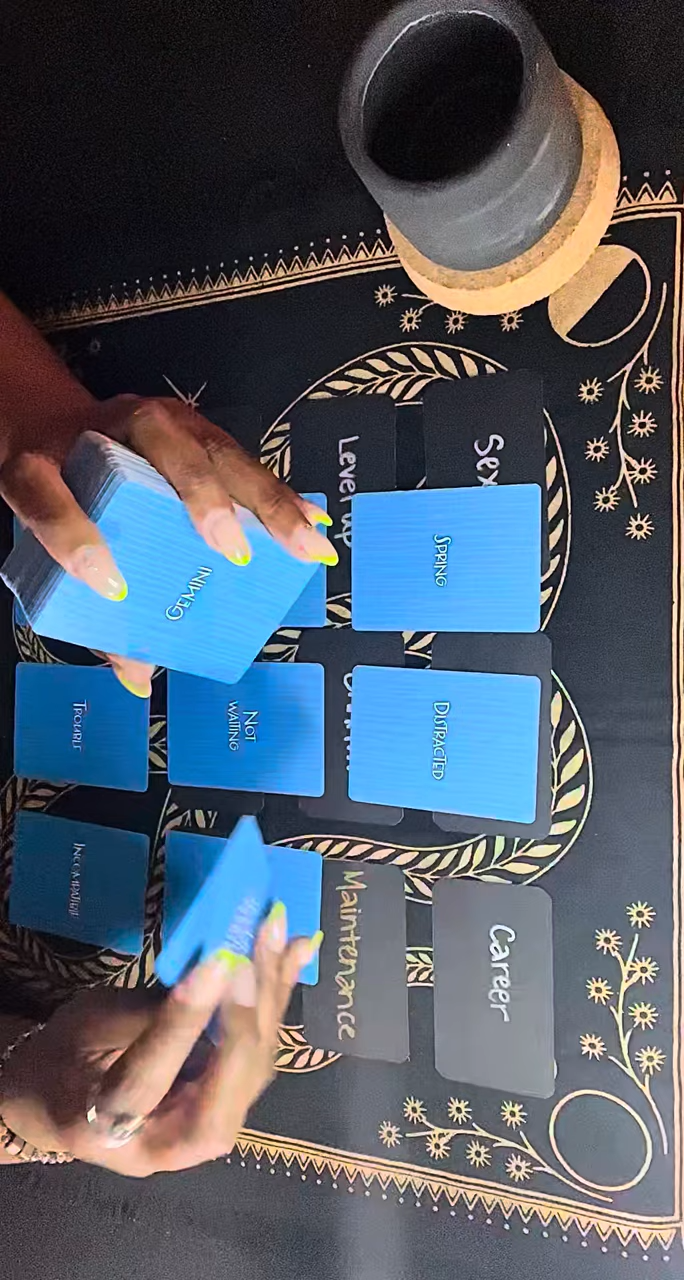 Sex
Career
Spring
Distracted
Level up
Maintenance
Not
waiting
Gemini
Trouble
Incompatible